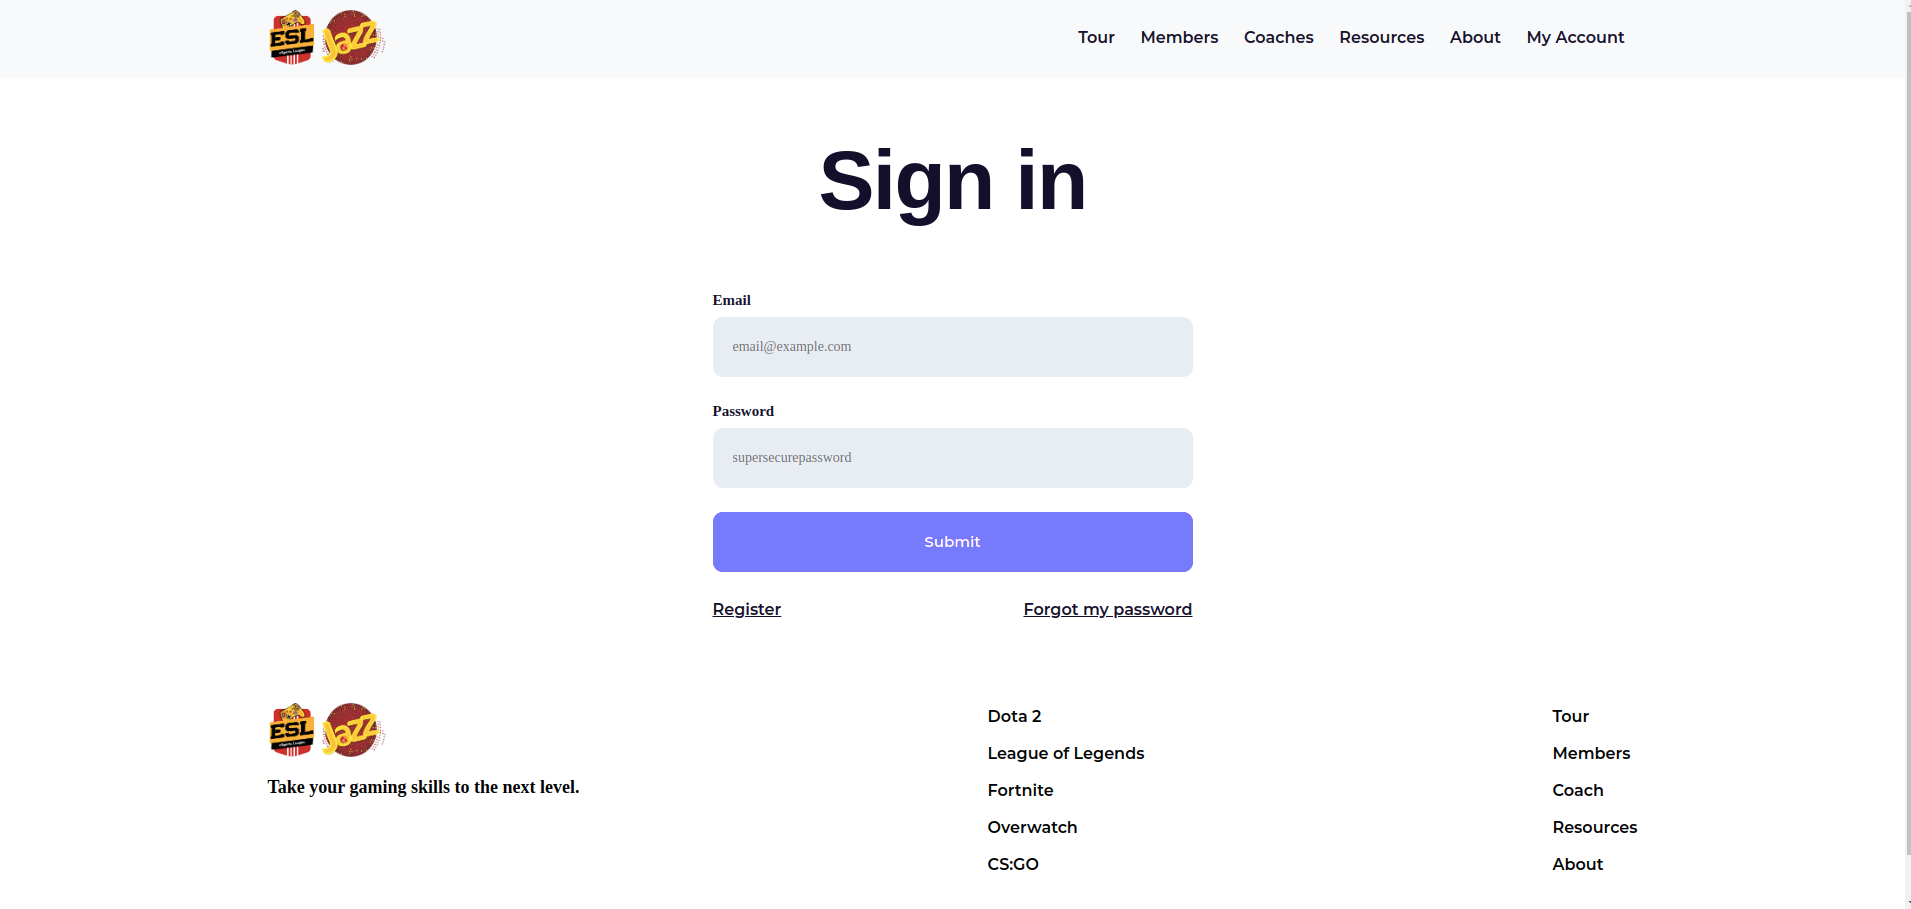 ESL
Jazz
Tour Members Coaches Resources About My Account
Sign in
Email
email@example.com
Password
supersecurepassword
Submit
Register Forgot my password
ESL
Jazz
Take your gaming skills to the next level.
Dota 2
League of Legends
Fortnite
Overwatch
CS:GO
Tour
Members
Coach
Resources
About